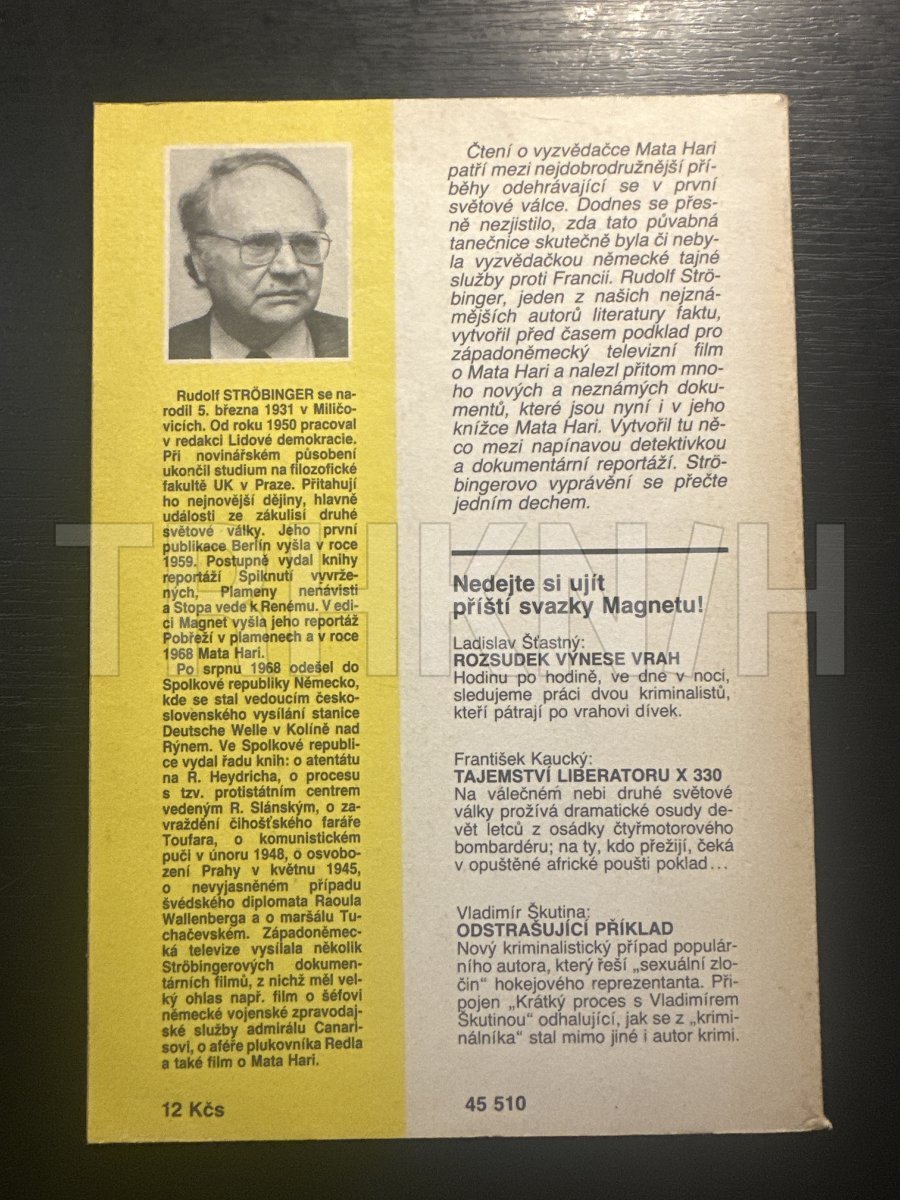 Rudolf STRÖBINGER se na-
rodil 5. března 1931 v Miličo-
vicích. Od roku 1950 pracoval
v redakci Lidové demokracie.
Při novinářském působení
ukončil studium na filozofické
fakultě UK v Praze. Přitahují
ho nejnovější dějiny, hlavně
události ze zákulisí druhé
světové války. Jeho první
publikace Berlín vyšla v roce
1959. Postupně vydal knihy
reportáží Spiknutí vyvrže-
ných, Plameny nenávisti
a Stopa vede k Renému. V edi-
ci Magnet vyšla jeho reportáž
Pobřeží v plamenech a v roce
1968 Mata Hari.
Po srpnu 1968 odešel do
Spolkové republiky Německo,
kde se stal vedoucím česko-
slovenského vysílání stanice
Deutsche Welle v Kolíně nad
Rýnem. Ve Spolkové republi-
ce vydal řadu knih: o atentátu
na R. Heydricha, o procesu
s tzv. protistátním centrem
vedeným R. Slánským, o za-
vraždění číhošťského faráře
Toufara, o komunistickém
puči v únoru 1948, o osvobo-
zení Prahy v květnu 1945,
o nevyjasněném případu
švédského diplomata Raoula
Wallenberga a o maršálu Tu-
chačevském. Západoněmec-
ká televize vysílala několik
Ströbingerových dokumen-
tárních filmů, z nichž měl vel-
ký ohlas např. film o šéfovi
německé vojenské zpravodaj-
ské služby admirálu Canari-
sovi, o aféře plukovníka Redla
a také film o Mata Hari.
12 Kčs
Čtení o vyzvědačce Mata Hari
patří mezi nejdobrodružnější pří-
běhy odehrávající se v první
světové válce. Dodnes se přes-
ně nezjistilo, zda tato půvabná
tanečnice skutečně byla či neby-
la vyzvědačkou německé tajné
služby proti Francii. Rudolf Strö-
binger, jeden z našich nejzná-
mějších autorů literatury faktu,
vytvořil před časem podklad pro
západoněmecký televizní film
o Mata Hari a nalezl přitom mno-
ho nových a neznámých doku-
mentů, které jsou nyní i v jeho
knížce Mata Hari. Vytvořil tu ně-
co mezi napínavou detektivkou
a dokumentární reportáží. Strö-
bingerovo vyprávění se přečte
jedním dechem.
Nedejte si ujít
příští svazky Magnetu!
Ladislav Šťastný:
ROZSUDEK VYNESE VRAH
Hodinu po hodině, ve dne v noci,
sledujeme práci dvou kriminalistů,
kteří pátrají po vrahovi dívek.
František Kaucký:
TAJEMSTVÍ LIBERATORU X 330
Na válečném nebi druhé světové
války prožívá dramatické osudy de-
vět letců z osádky čtyřmotorového
bombardéru; na ty, kdo přežijí, čeká
v opuštěné africké poušti poklad...
Vladimír Škutina:
ODSTRAŠUJÍCÍ PŘÍKLAD
Nový kriminalistický případ populár-
ního autora, který řeší „sexuální zlo-
čin“ hokejového reprezentanta. Při-
pojen „Krátký proces s Vladimírem
Škutinou“ odhalující, jak se z „krimi-
nálníka“ stal mimo jiné i autor krimi.
45 510